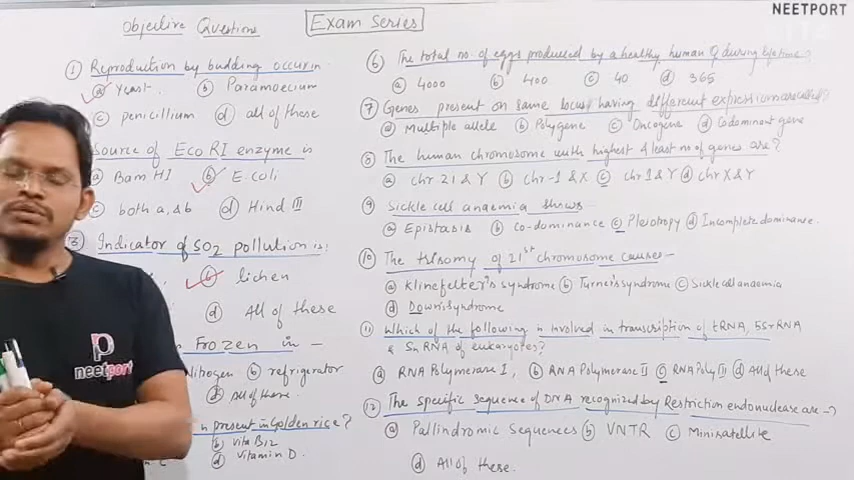 NEETPORT
Objective Questions
Exam Series
① Reproduction by budding occur in
ⓐ Yeast. ⓑ Paramoecium
ⓒ penicillium ⓓ all of these
Source of Eco RI enzyme is
ⓐ Bam HI ⓑ E. coli
ⓒ both a, & b ⓓ Hind III
③ Indicator of SO2 pollution is:
ⓑ lichen
ⓓ All of these
Frozen in -
Nitrogen ⓑ refrigerator
all of these.
present in Golden rice?
ⓑ vita B12
ⓓ vitamin D.
⑥ The total no. of eggs produced by a healthy human ♀ during lifetime?
ⓐ 4000 ⓑ 400 ⓒ 40 ⓓ 365
⑦ Genes present on same locus having different expression are called?
ⓐ Multiple allele ⓑ Polygene ⓒ Oncogene ⓓ Codominant gene
⑧ The human chromosome with highest & least no of genes are?
ⓐ chr 21 & Y ⓑ chr-1 & X ⓒ chr 1 & Y ⓓ chr X & Y
⑨ Sickle cell anaemia shows -
ⓐ Epistasis ⓑ co-dominance ⓒ Pleiotropy ⓓ Incomplete dominance.
⑩ The trisomy of 21st chromosome causes -
ⓐ Klinefelter's syndrome ⓑ Turner's syndrome ⓒ Sickle cell anaemia
ⓓ Down syndrome
⑪ Which of the following is involved in transcription of tRNA, 5SrRNA
& SnRNA of eukaryotes?
ⓐ RNA Polymerase I, ⓑ RNA Polymerase II ⓒ RNA Poly III ⓓ All of these
⑫ The specific sequence of DNA recognized by Restriction endonuclease are -?
ⓐ Pallindromic Sequences ⓑ VNTR ⓒ Minisatellite
ⓓ All of these.
neetport